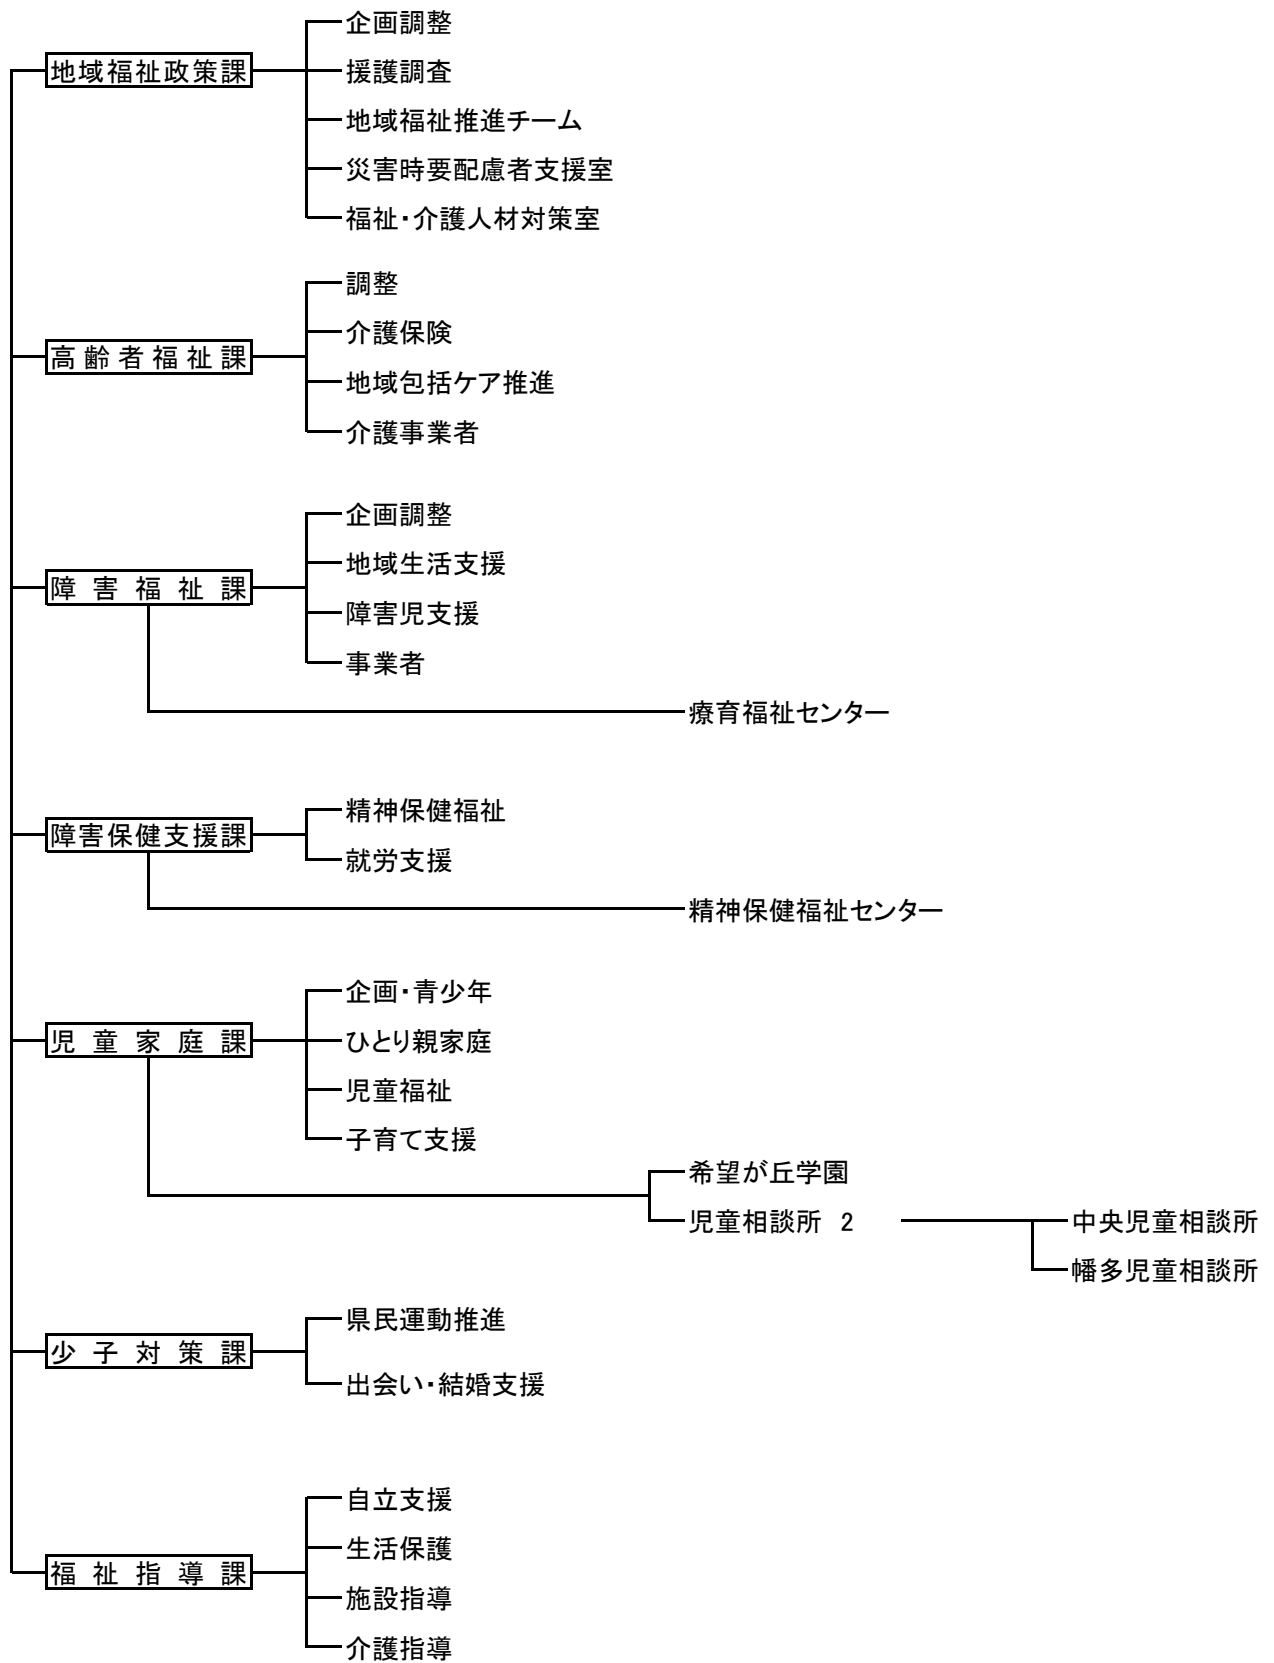 地域福祉政策課
企画調整
援護調査
地域福祉推進チーム
災害時要配慮者支援室
福祉・介護人材対策室
高齢者福祉課
調整
介護保険
地域包括ケア推進
介護事業者
障害福祉課
企画調整
地域生活支援
障害児支援
事業者
療育福祉センター
障害保健支援課
精神保健福祉
就労支援
精神保健福祉センター
児童家庭課
企画・青少年
ひとり親家庭
児童福祉
子育て支援
希望が丘学園
児童相談所 2
中央児童相談所
幡多児童相談所
少子対策課
県民運動推進
出会い・結婚支援
福祉指導課
自立支援
生活保護
施設指導
介護指導